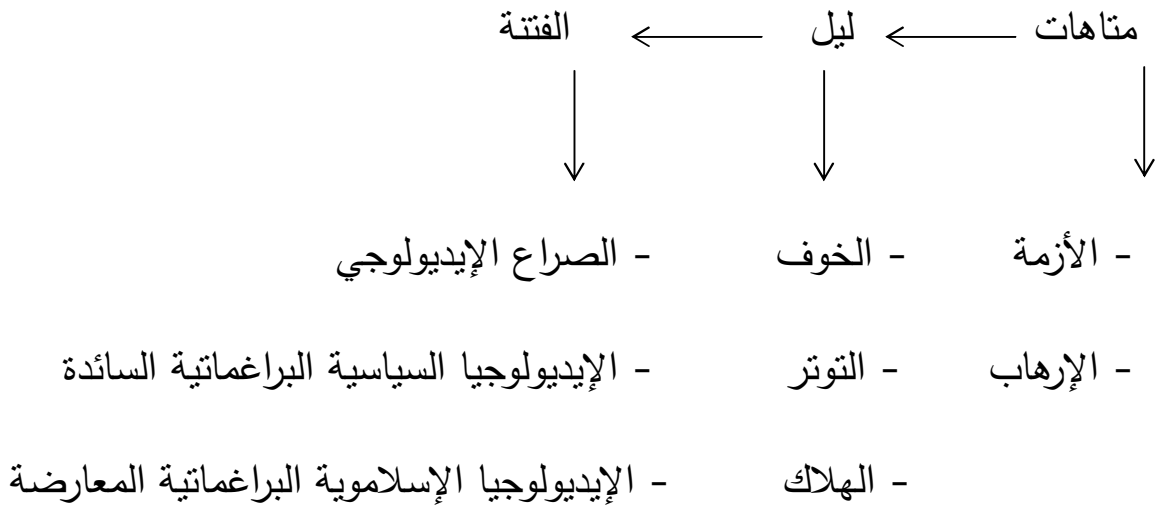 متاهات ليل الفتنة
- الأزمة - الخوف - الصراع الإيديولوجي
- الإرهاب - التوتر - الإيديولوجيا السياسية البراغماتية السائدة
- الهلاك - الإيديولوجيا الإسلاموية البراغماتية المعارضة